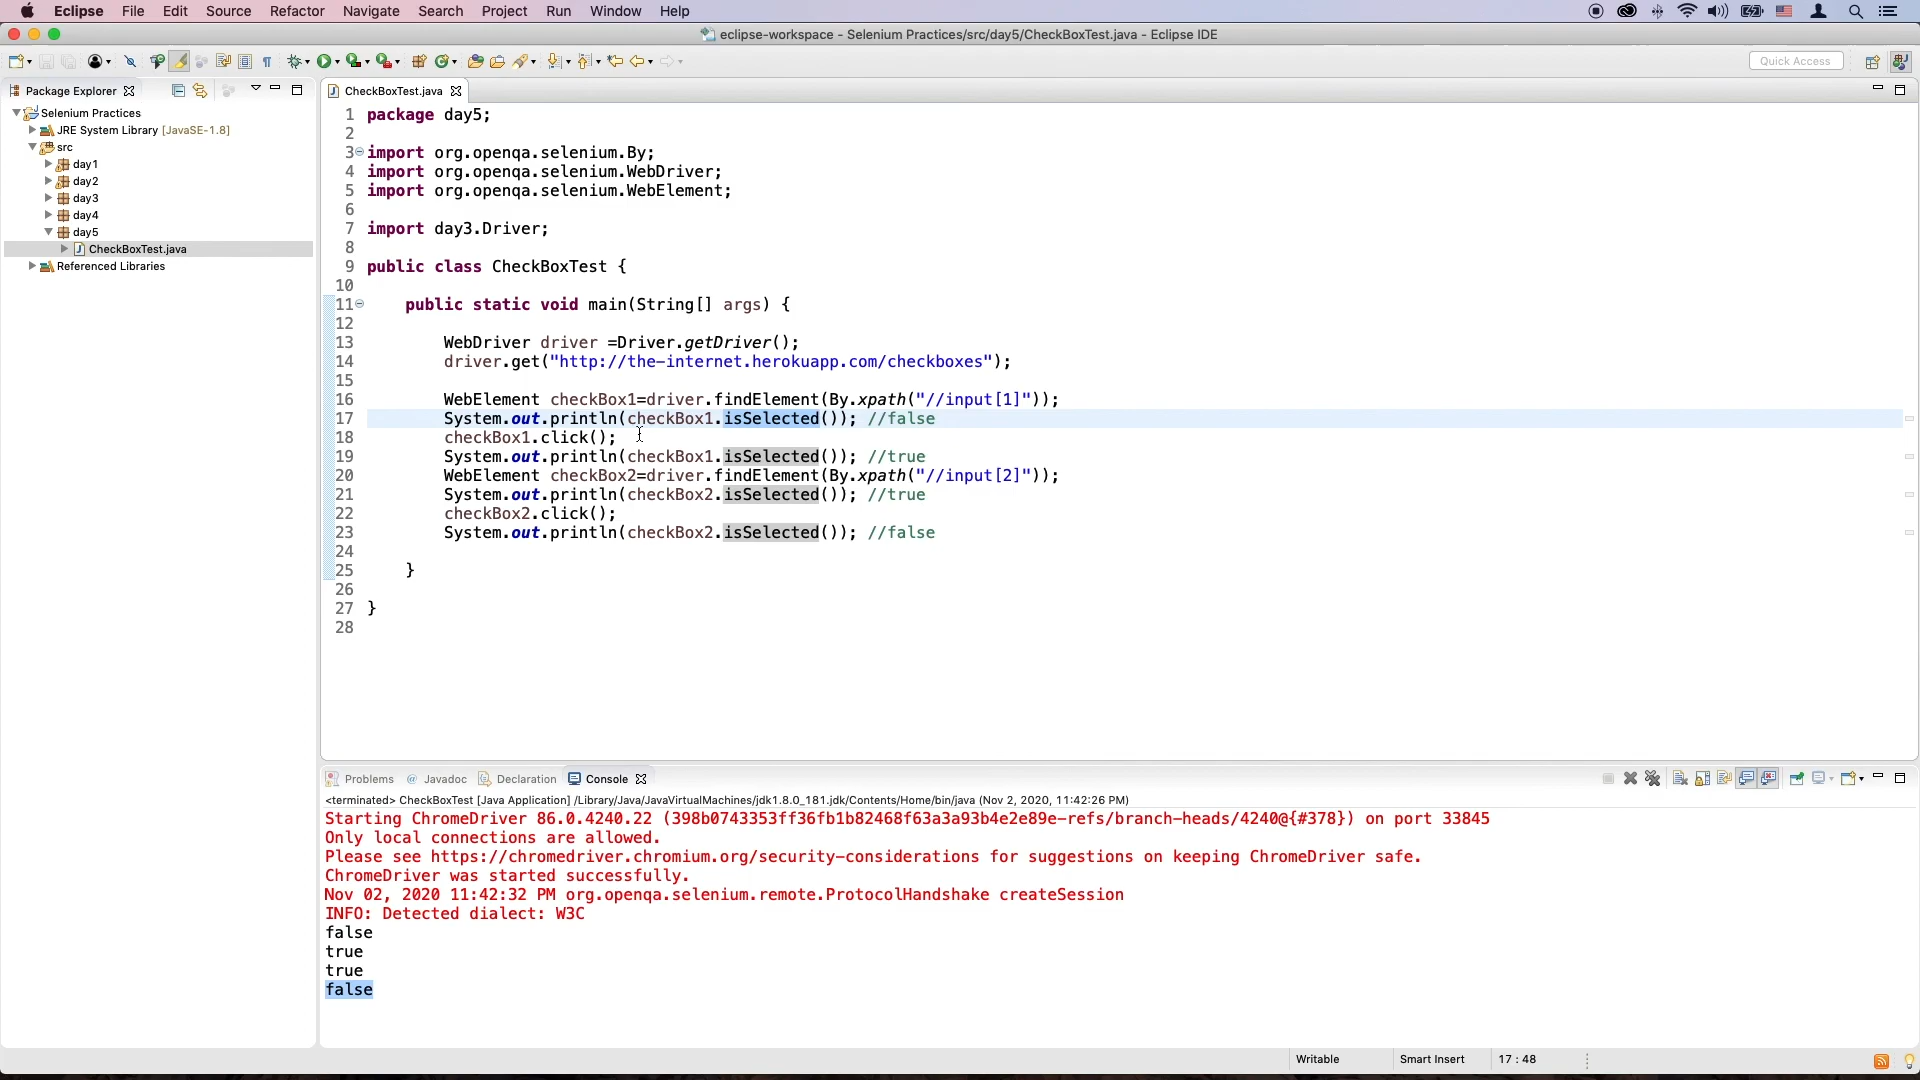 Eclipse File Edit Source Refactor Navigate Search Project Run Window Help
eclipse-workspace - Selenium Practices/src/day5/CheckBoxTest.java - Eclipse IDE
Quick Access
Package Explorer
CheckBoxTest.java
Selenium Practices
JRE System Library [JavaSE-1.8]
src
day1
day2
day3
day4
day5
CheckBoxTest.java
Referenced Libraries
1 package day5;
2
3 import org.openqa.selenium.By;
4 import org.openqa.selenium.WebDriver;
5 import org.openqa.selenium.WebElement;
6
7 import day3.Driver;
8
9 public class CheckBoxTest {
10
11 public static void main(String[] args) {
12
13 WebDriver driver =Driver.getDriver();
14 driver.get("http://the-internet.herokuapp.com/checkboxes");
15
16 WebElement checkBox1=driver.findElement(By.xpath("//input[1]"));
17 System.out.println(checkBox1.isSelected()); //false
18 checkBox1.click();
19 System.out.println(checkBox1.isSelected()); //true
20 WebElement checkBox2=driver.findElement(By.xpath("//input[2]"));
21 System.out.println(checkBox2.isSelected()); //true
22 checkBox2.click();
23 System.out.println(checkBox2.isSelected()); //false
24
25 }
26
27 }
28
Problems Javadoc Declaration Console
<terminated> CheckBoxTest [Java Application] /Library/Java/JavaVirtualMachines/jdk1.8.0_181.jdk/Contents/Home/bin/java (Nov 2, 2020, 11:42:26 PM)
Starting ChromeDriver 86.0.4240.22 (398b0743353ff36fb1b82468f63a3a93b4e2e89e-refs/branch-heads/4240@{#378}) on port 33845
Only local connections are allowed.
Please see https://chromedriver.chromium.org/security-considerations for suggestions on keeping ChromeDriver safe.
ChromeDriver was started successfully.
Nov 02, 2020 11:42:32 PM org.openqa.selenium.remote.ProtocolHandshake createSession
INFO: Detected dialect: W3C
false
true
true
false
Writable Smart Insert 17 : 48